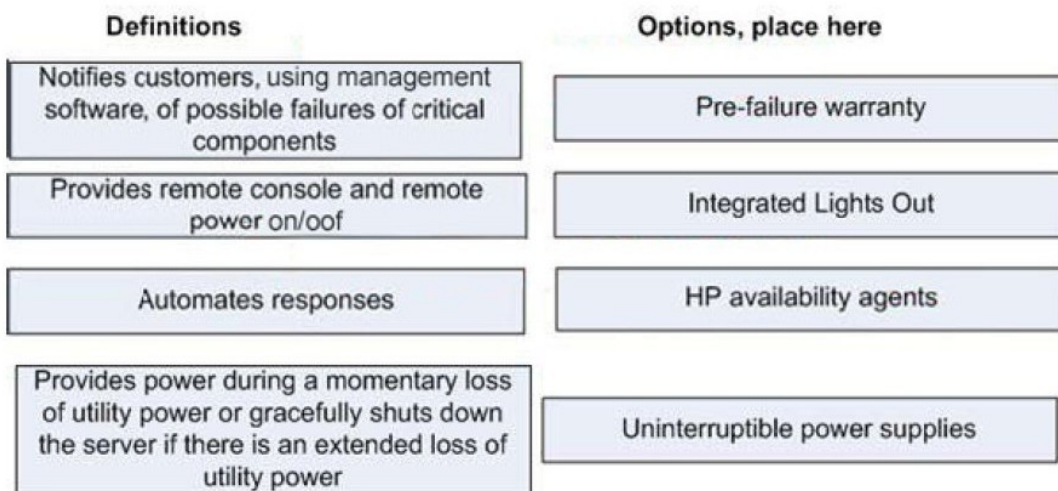 Definitions
Options, place here
Notifies customers, using management
software, of possible failures of critical
components
Pre-failure warranty
Provides remote console and remote
power on/oof
Integrated Lights Out
Automates responses
HP availability agents
Provides power during a momentary loss
of utility power or gracefully shuts down
the server if there is an extended loss of
utility power
Uninterruptible power supplies